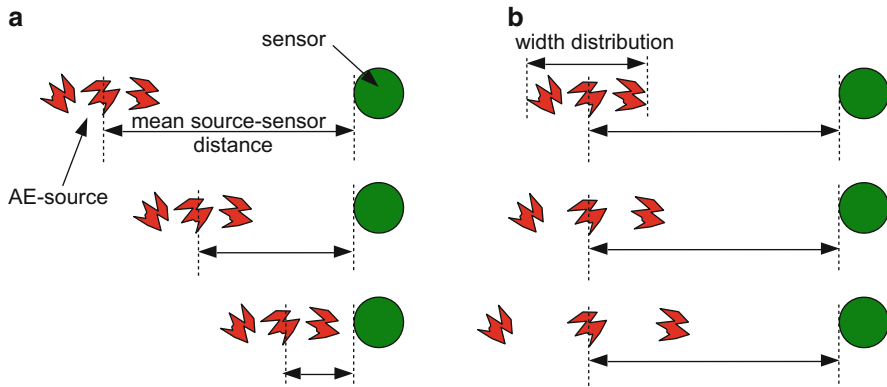 a
sensor
mean source-sensor
distance
AE-source
b
width distribution